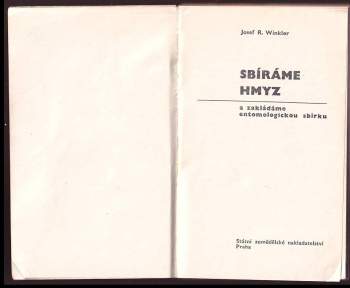 Josef R. Winkler
SBÍRÁME
HMYZ
a zakládáme
entomologickou sbírku
Státní zemědělské nakladatelství
Praha